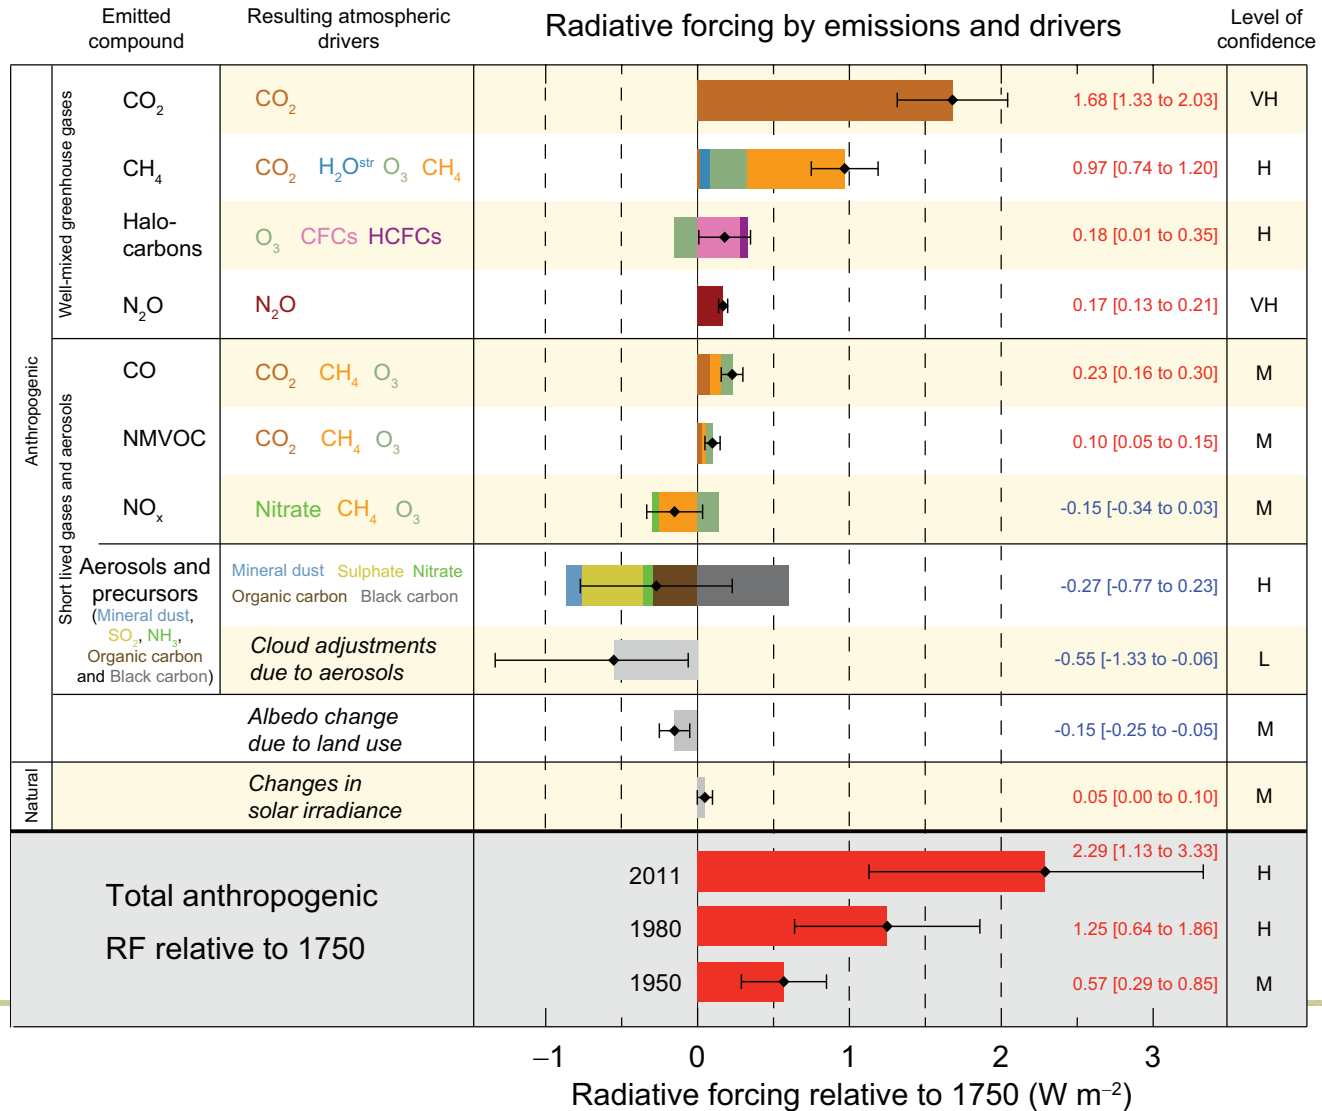 Emitted compound
Resulting atmospheric drivers
Radiative forcing by emissions and drivers
Level of confidence
Anthropogenic
Well-mixed greenhouse gases
CO₂
CO₂
1.68 [1.33 to 2.03]
VH
CH₄
CO₂ H₂Oˢᵗʳ O₃ CH₄
0.97 [0.74 to 1.20]
H
Halo-
carbons
O₃ CFCs HCFCs
0.18 [0.01 to 0.35]
H
N₂O
N₂O
0.17 [0.13 to 0.21]
VH
Short lived gases and aerosols
CO
CO₂ CH₄ O₃
0.23 [0.16 to 0.30]
M
NMVOC
CO₂ CH₄ O₃
0.10 [0.05 to 0.15]
M
NOₓ
Nitrate CH₄ O₃
-0.15 [-0.34 to 0.03]
M
Aerosols and
precursors
(Mineral dust,
SO₂, NH₃,
Organic carbon
and Black carbon)
Mineral dust Sulphate Nitrate
Organic carbon Black carbon
-0.27 [-0.77 to 0.23]
H
Cloud adjustments
due to aerosols
-0.55 [-1.33 to -0.06]
L
Albedo change
due to land use
-0.15 [-0.25 to -0.05]
M
Natural
Changes in
solar irradiance
0.05 [0.00 to 0.10]
M
Total anthropogenic
RF relative to 1750
2011
2.29 [1.13 to 3.33]
H
1980
1.25 [0.64 to 1.86]
H
1950
0.57 [0.29 to 0.85]
M
−1 0 1 2 3
Radiative forcing relative to 1750 (W m⁻²)